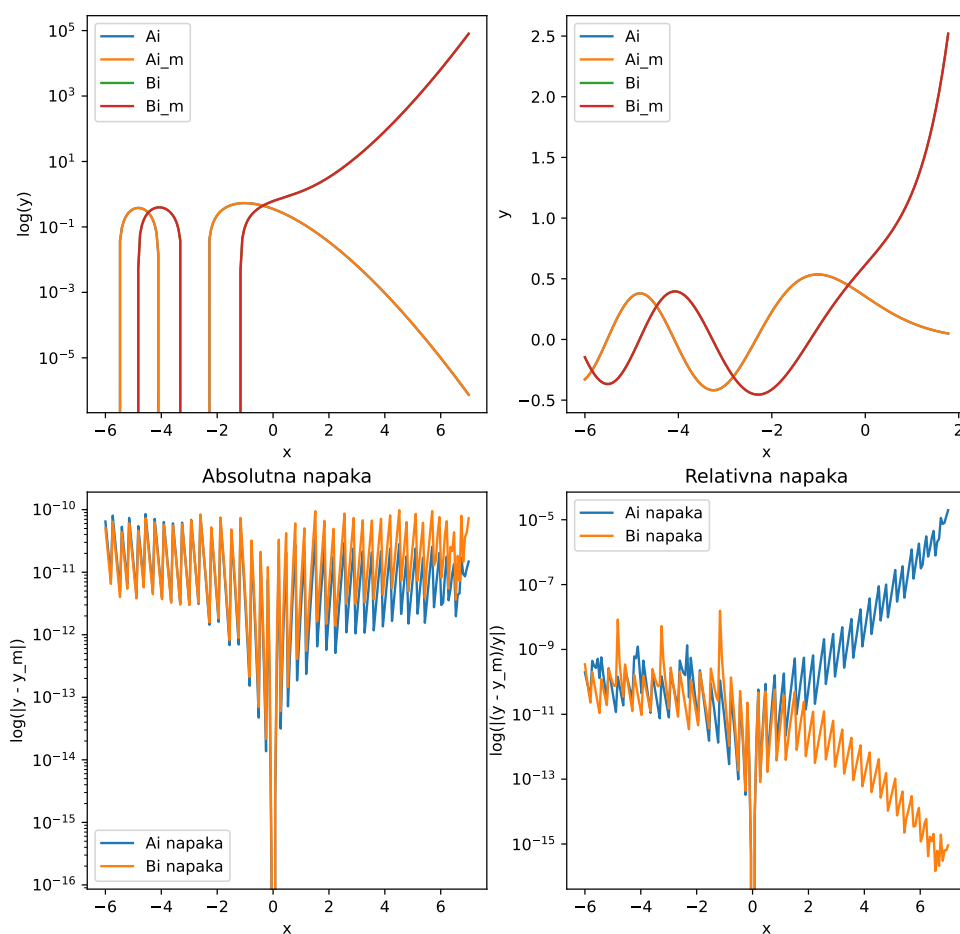 Ai
Ai_m
Bi
Bi_m
log(y)
10^5
10^3
10^1
10^−1
10^−3
10^−5
−6 −4 −2 0 2 4 6
x
Ai
Ai_m
Bi
Bi_m
y
2.5
2.0
1.5
1.0
0.5
0.0
−0.5
−6 −4 −2 0 2
x
Absolutna napaka
log(|y - y_m|)
10^−10
10^−11
10^−12
10^−13
10^−14
10^−15
10^−16
Ai napaka
Bi napaka
−6 −4 −2 0 2 4 6
x
Relativna napaka
Ai napaka
Bi napaka
log(|(y - y_m)/y|)
10^−5
10^−7
10^−9
10^−11
10^−13
10^−15
−6 −4 −2 0 2 4 6
x